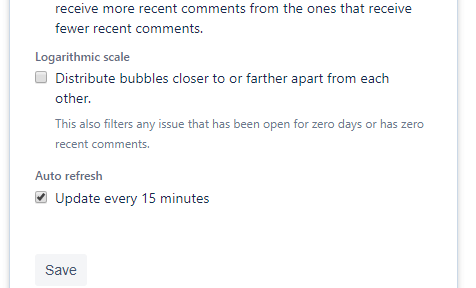 receive more recent comments from the ones that receive
fewer recent comments.
Logarithmic scale
Distribute bubbles closer to or farther apart from each
other.
This also filters any issue that has been open for zero days or has zero
recent comments.
Auto refresh
Update every 15 minutes
Save